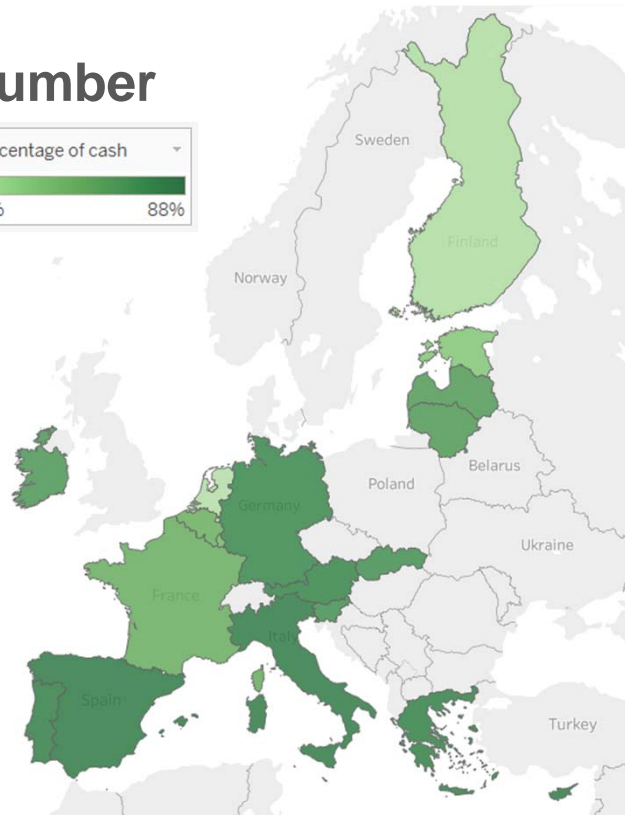 umber
centage of cash
%
88%
Sweden
Finland
Norway
Belarus
Poland
Germany
Ukraine
France
Italy
Spain
Turkey